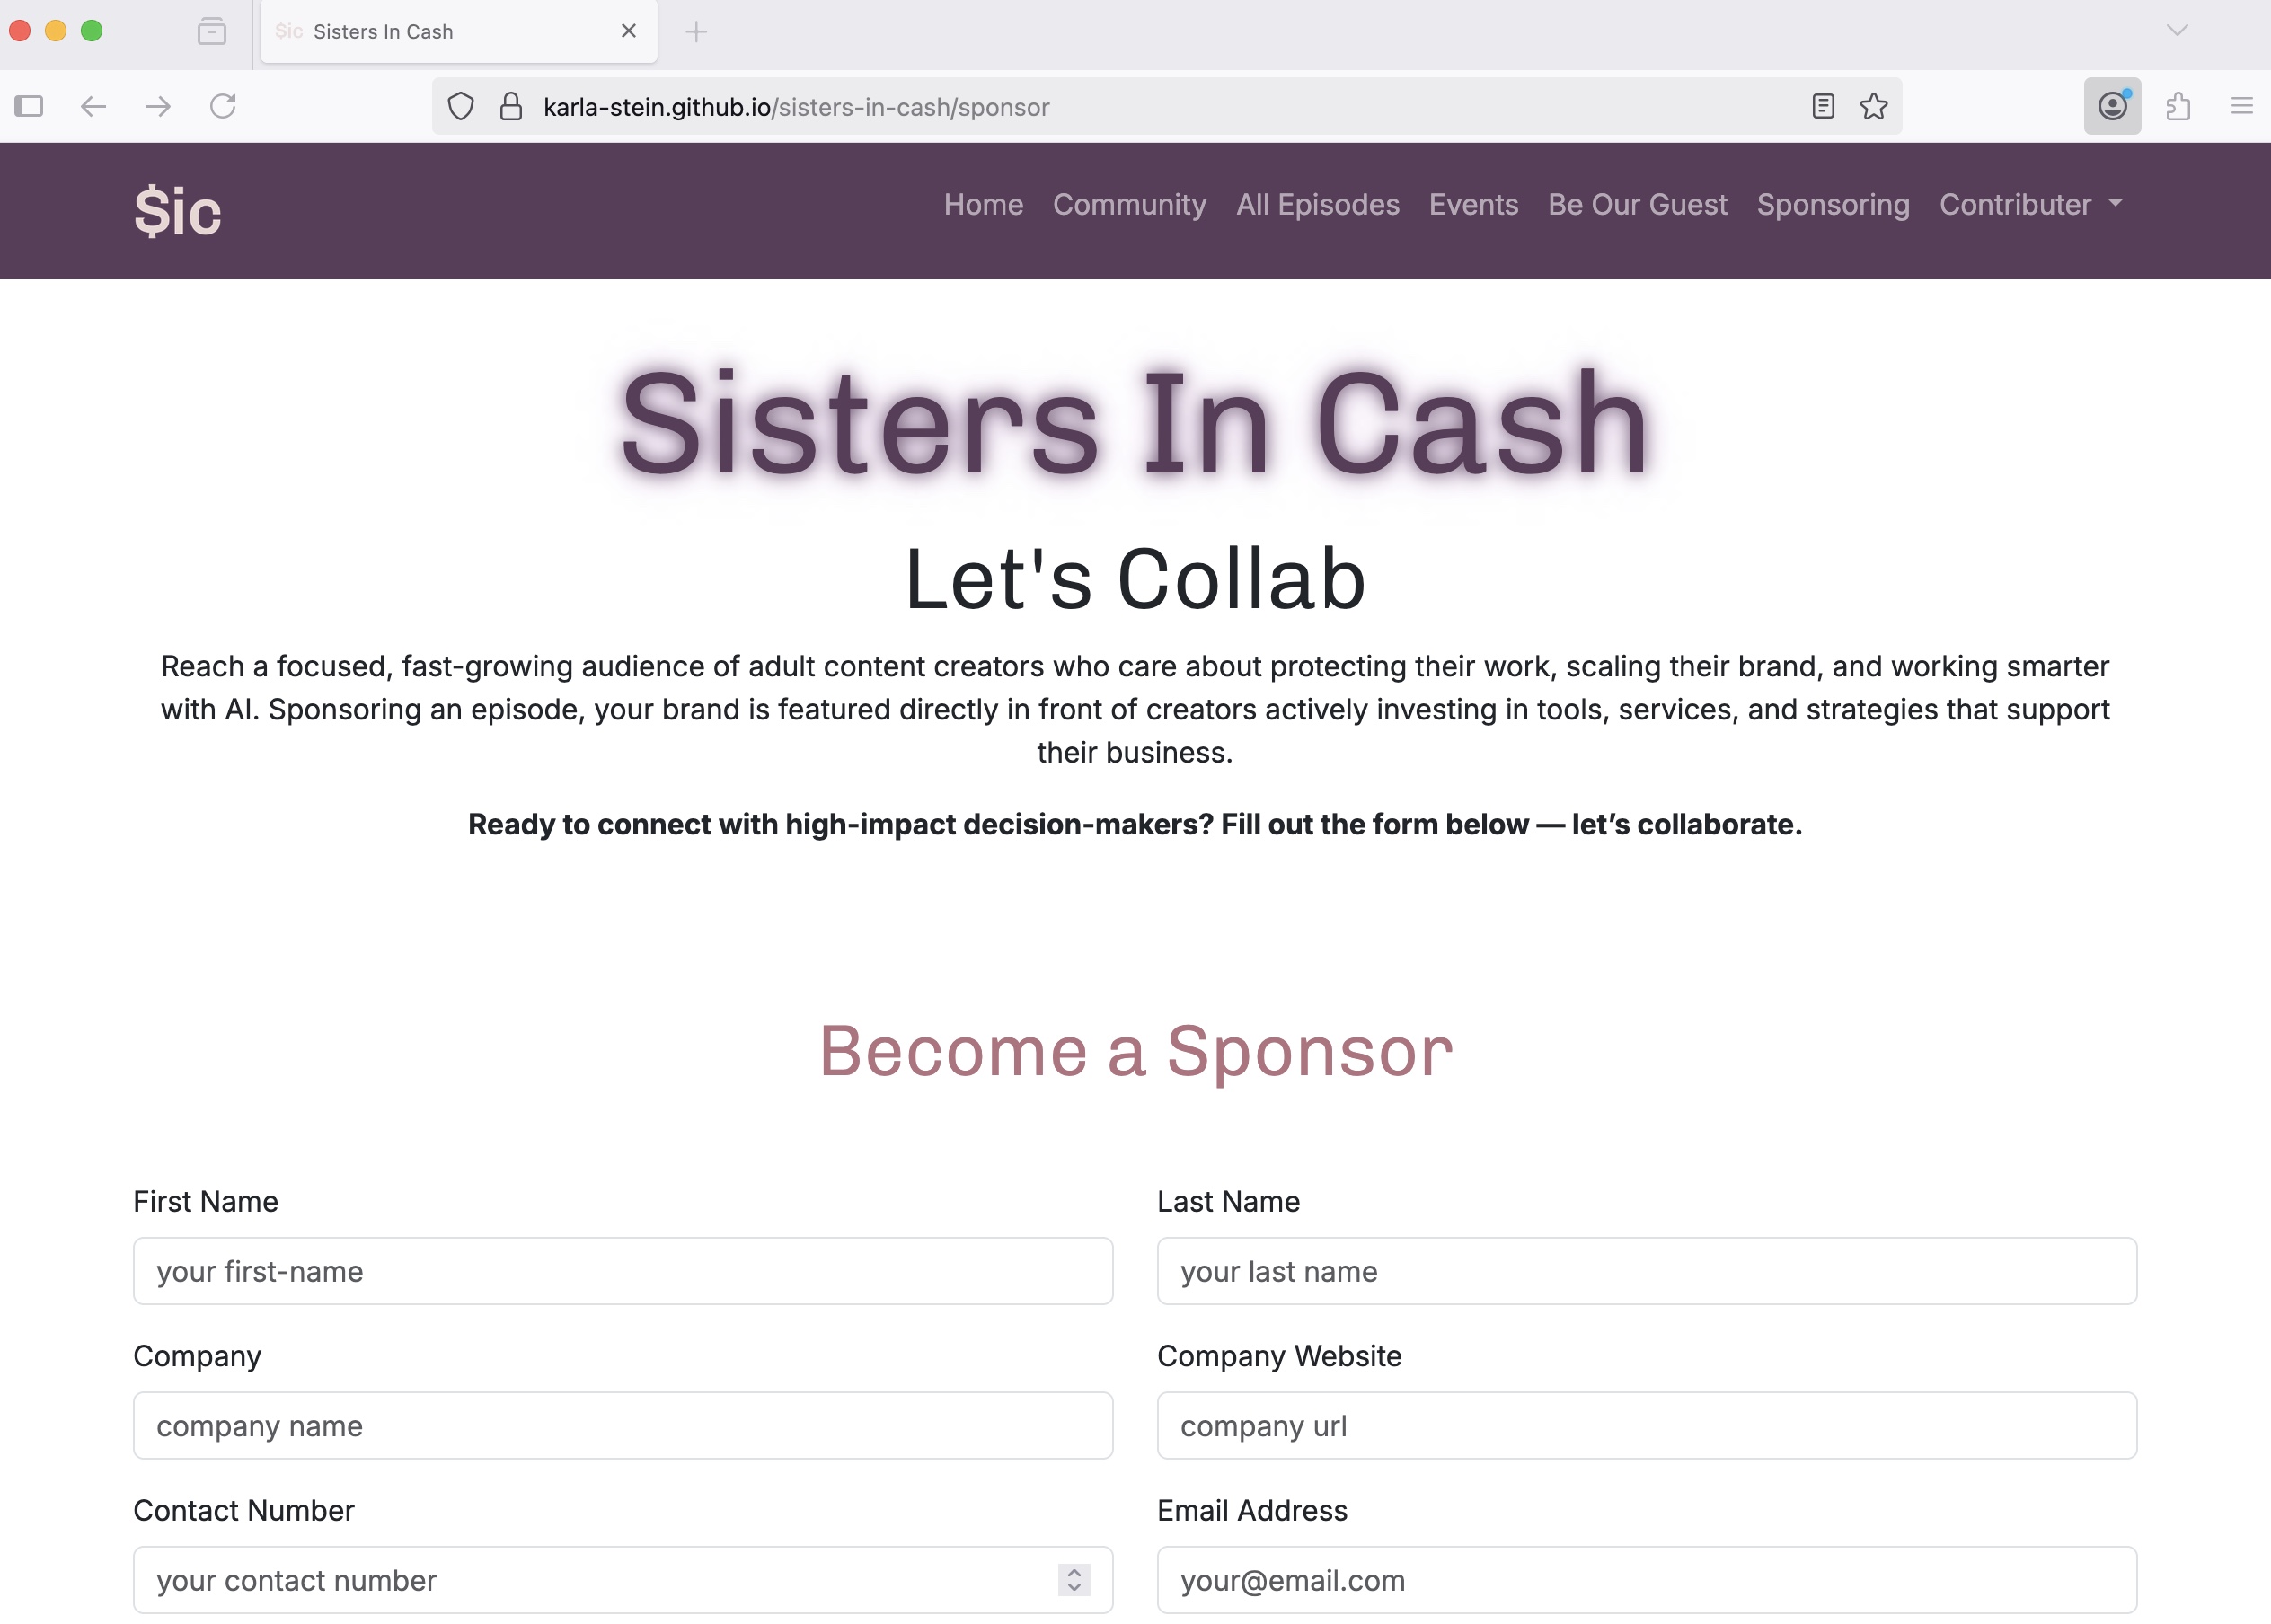 $ic Sisters In Cash
karla-stein.github.io/sisters-in-cash/sponsor
$ic
Home Community All Episodes Events Be Our Guest Sponsoring Contributer
Sisters In Cash
Let's Collab
Reach a focused, fast-growing audience of adult content creators who care about protecting their work, scaling their brand, and working smarter
with AI. Sponsoring an episode, your brand is featured directly in front of creators actively investing in tools, services, and strategies that support
their business.
Ready to connect with high-impact decision-makers? Fill out the form below — let’s collaborate.
Become a Sponsor
First Name Last Name
your first-name your last name
Company Company Website
company name company url
Contact Number Email Address
your contact number your@email.com